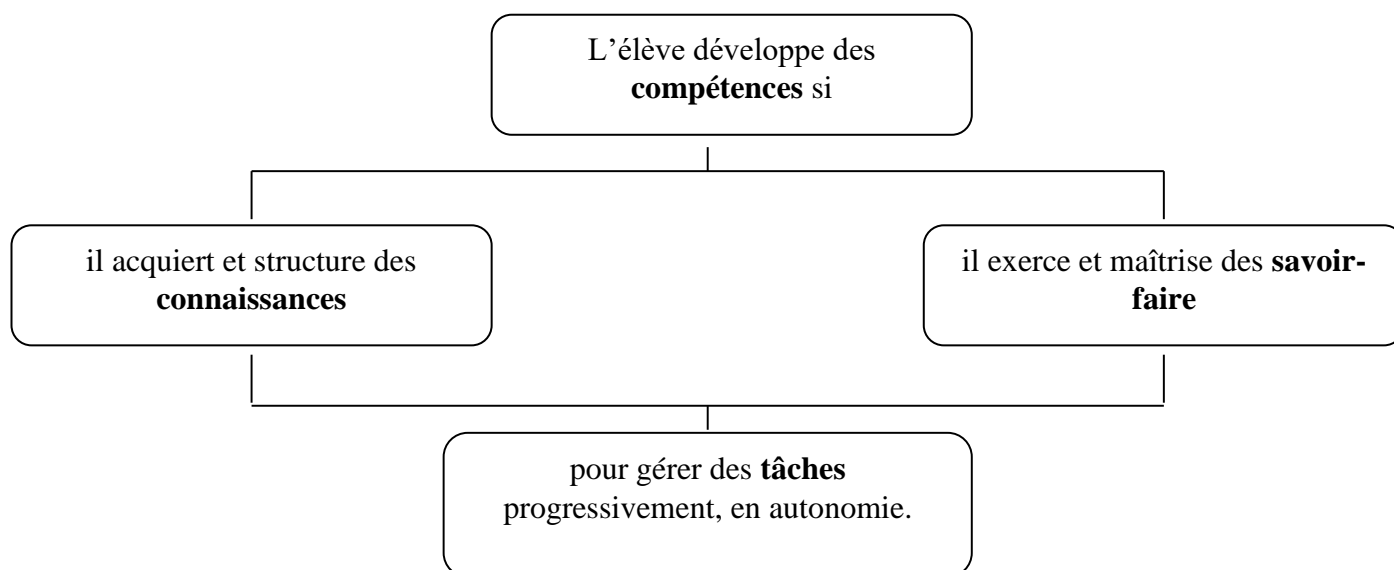 L’élève développe des
compétences si
il acquiert et structure des
connaissances
il exerce et maîtrise des savoir-
faire
pour gérer des tâches
progressivement, en autonomie.